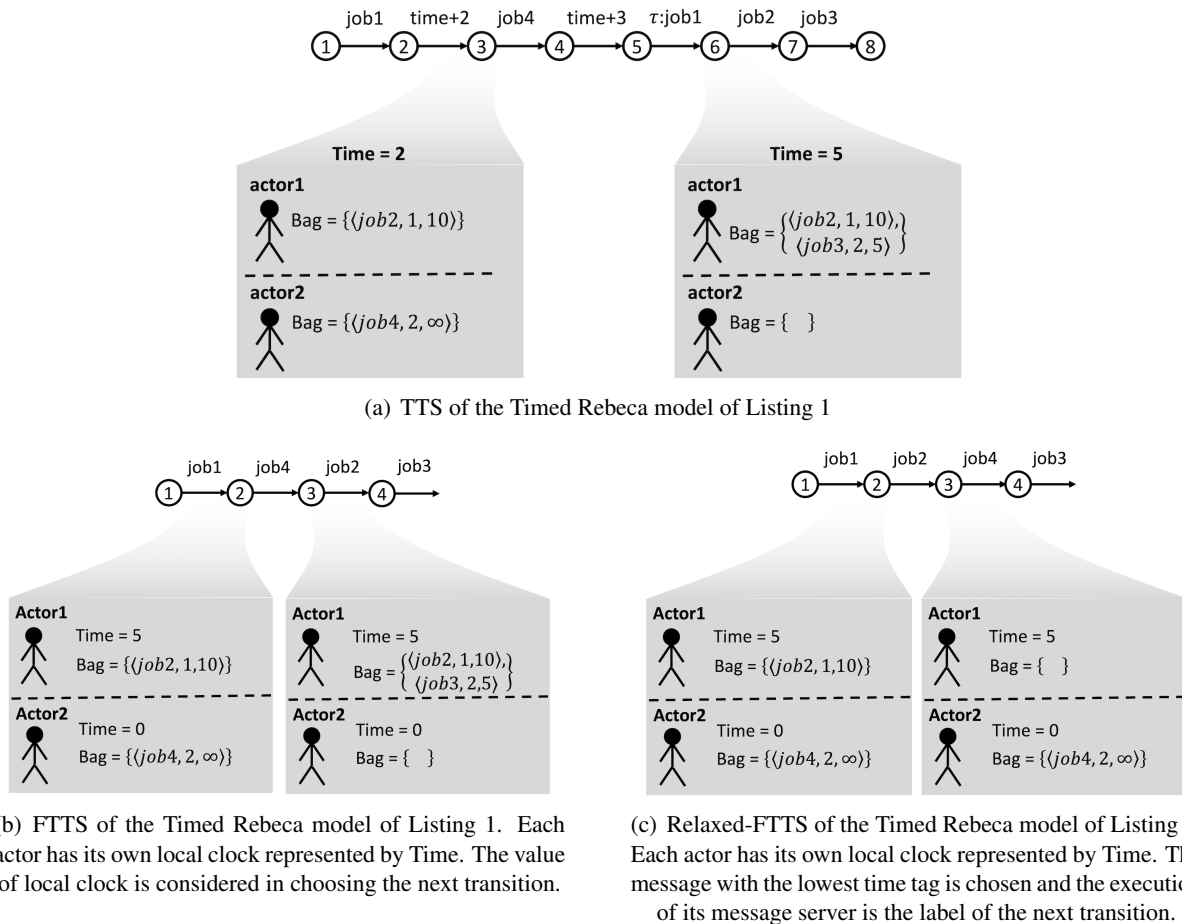 job1 time+2 job4 time+3 τ:job1 job2 job3
1 2 3 4 5 6 7 8
Time = 2
actor1
Bag = {⟨job2, 1, 10⟩}
actor2
Bag = {⟨job4, 2, ∞⟩}
Time = 5
actor1
Bag = {⟨job2, 1, 10⟩,
⟨job3, 2, 5⟩}
actor2
Bag = { }
(a) TTS of the Timed Rebeca model of Listing 1
job1 job4 job2 job3
1 2 3 4
Actor1
Time = 5
Bag = {⟨job2, 1,10⟩}
Actor2
Time = 0
Bag = {⟨job4, 2, ∞⟩}
Actor1
Time = 5
Bag = {⟨job2, 1,10⟩,
⟨job3, 2,5⟩}
Actor2
Time = 0
Bag = { }
b) FTTS of the Timed Rebeca model of Listing 1. Each
actor has its own local clock represented by Time. The value
of local clock is considered in choosing the next transition.
job1 job2 job4 job3
1 2 3 4
Actor1
Time = 5
Bag = {⟨job2, 1,10⟩}
Actor2
Time = 0
Bag = {⟨job4, 2, ∞⟩}
Actor1
Time = 5
Bag = { }
Actor2
Time = 0
Bag = {⟨job4, 2, ∞⟩}
(c) Relaxed-FTTS of the Timed Rebeca model of Listing
Each actor has its own local clock represented by Time. Th
message with the lowest time tag is chosen and the executio
of its message server is the label of the next transition.